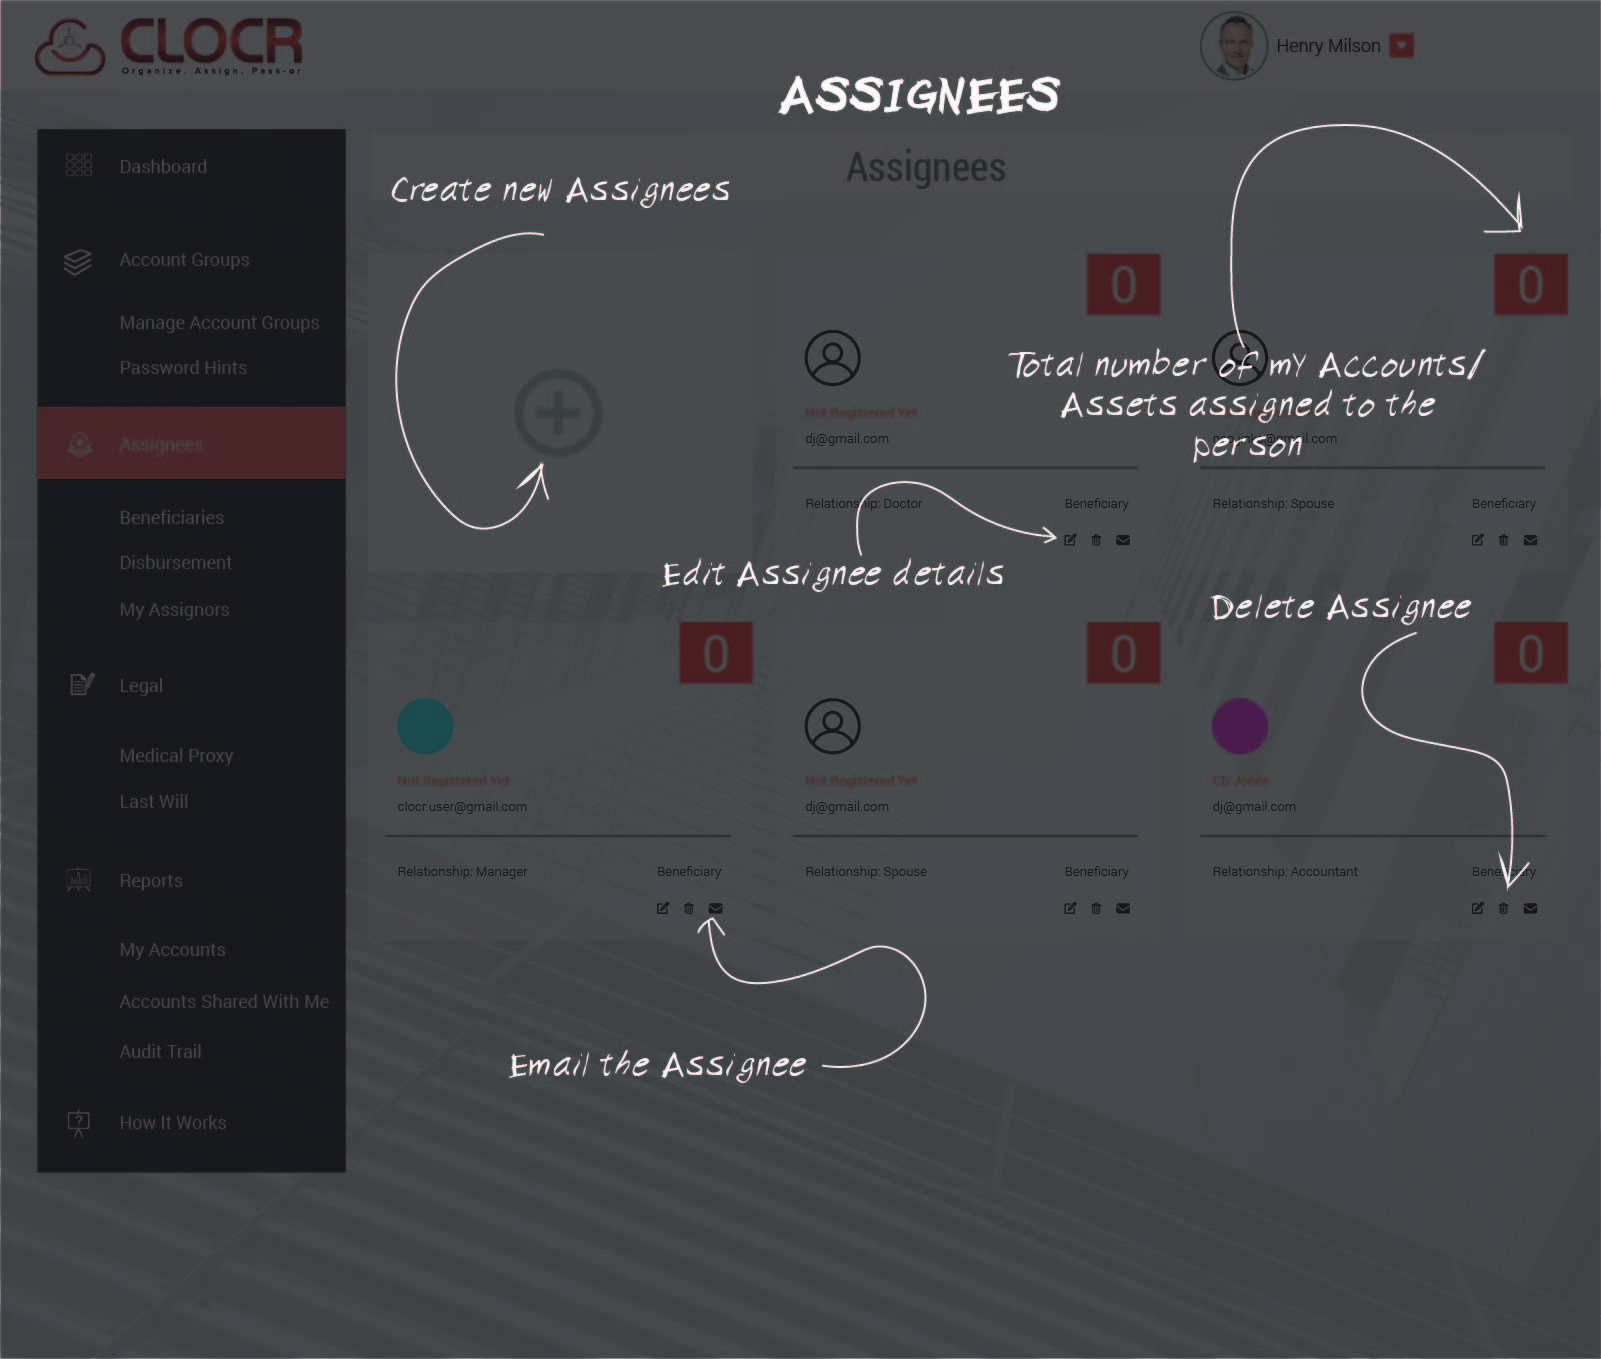 CLOCR
Organize. Assign. Pass-or
Henry Milson
ASSIGNEES
Dashboard
Account Groups
Manage Account Groups
Password Hints
Assignees
Beneficiaries
Disbursement
My Assignors
Legal
Medical Proxy
Last Will
Reports
My Accounts
Accounts Shared With Me
Audit Trail
How It Works
Assignees
Create new Assignees
0
Not Registered Yet
dj@gmail.com
Relationship: Doctor
Beneficiary
0
Total number of my Accounts/
Assets assigned to the
person
Relationship: Spouse
Beneficiary
Edit Assignee details
Delete Assignee
0
Not Registered Yet
clocr.user@gmail.com
Relationship: Manager
Beneficiary
0
Not Registered Yet
dj@gmail.com
Relationship: Spouse
Beneficiary
0
CD Jones
dj@gmail.com
Relationship: Accountant
Beneficiary
Email the Assignee